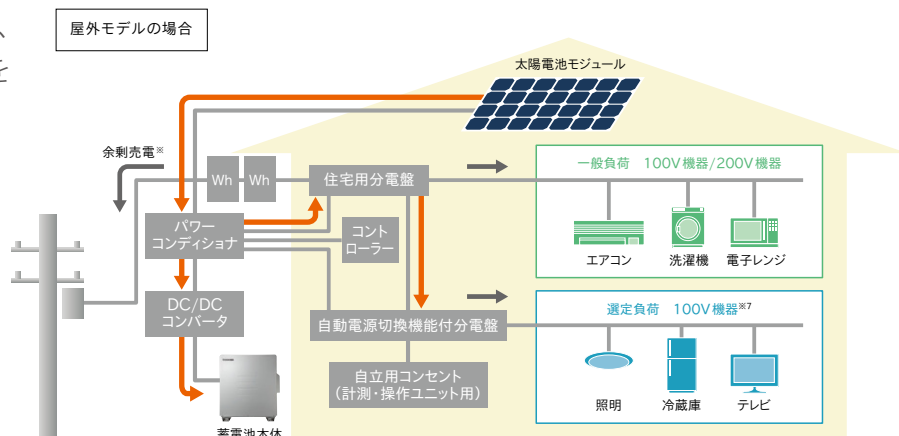 屋外モデルの場合
を
太陽電池モジュール
余剰売電※
Wh
Wh
住宅用分電盤
一般負荷 100V機器/200V機器
エアコン
洗濯機
電子レンジ
パワー
コンディショナ
コント
ローラー
DC/DC
コンバータ
自動電源切換機能付分電盤
選定負荷 100V機器※7
照明
冷蔵庫
テレビ
自立用コンセント
(計測・操作ユニット用)
蓄電池本体